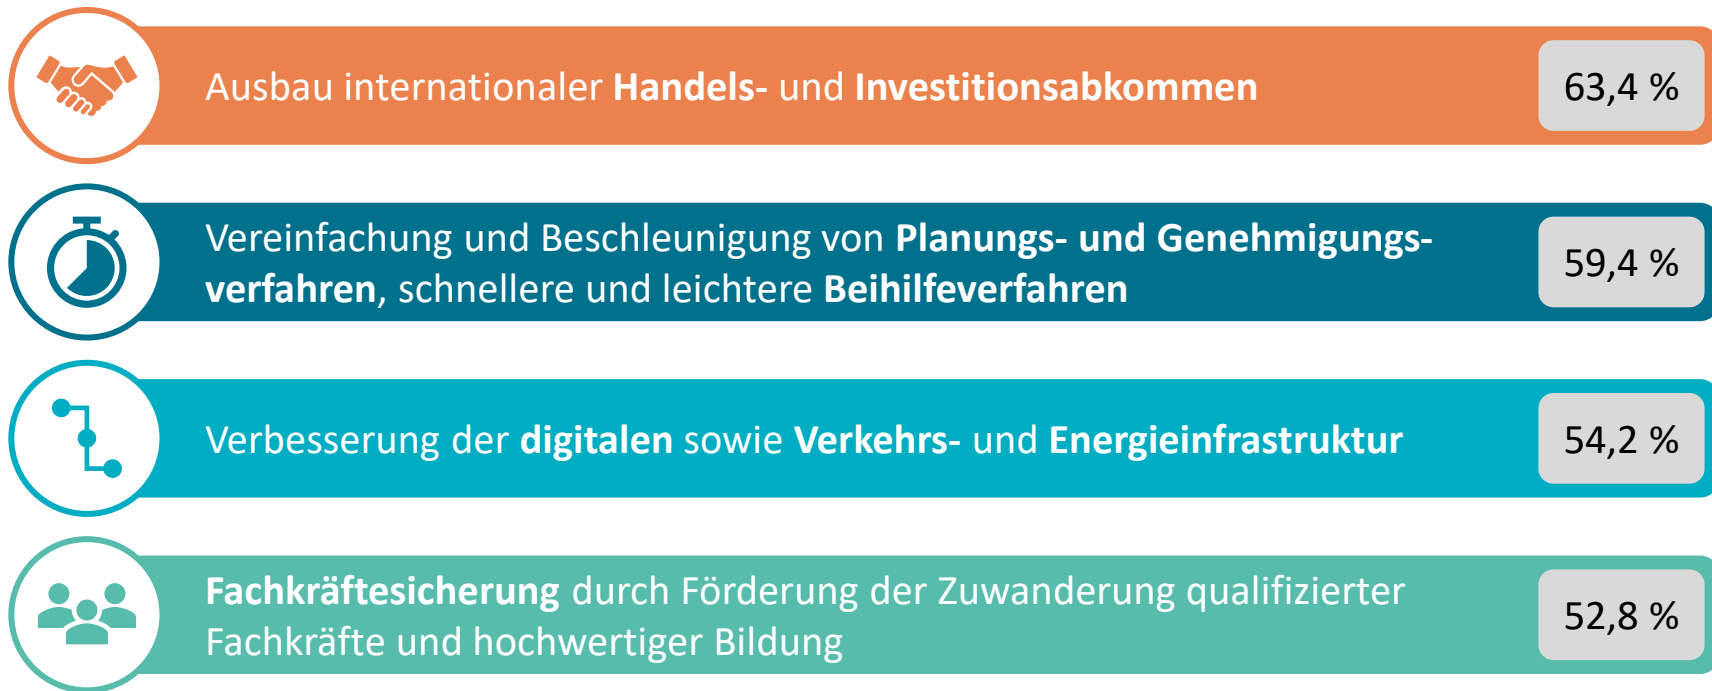 Ausbau internationaler Handels- und Investitionsabkommen
63,4 %
Vereinfachung und Beschleunigung von Planungs- und Genehmigungs-
verfahren, schnellere und leichtere Beihilfeverfahren
59,4 %
Verbesserung der digitalen sowie Verkehrs- und Energieinfrastruktur
54,2 %
Fachkräftesicherung durch Förderung der Zuwanderung qualifizierter
Fachkräfte und hochwertiger Bildung
52,8 %